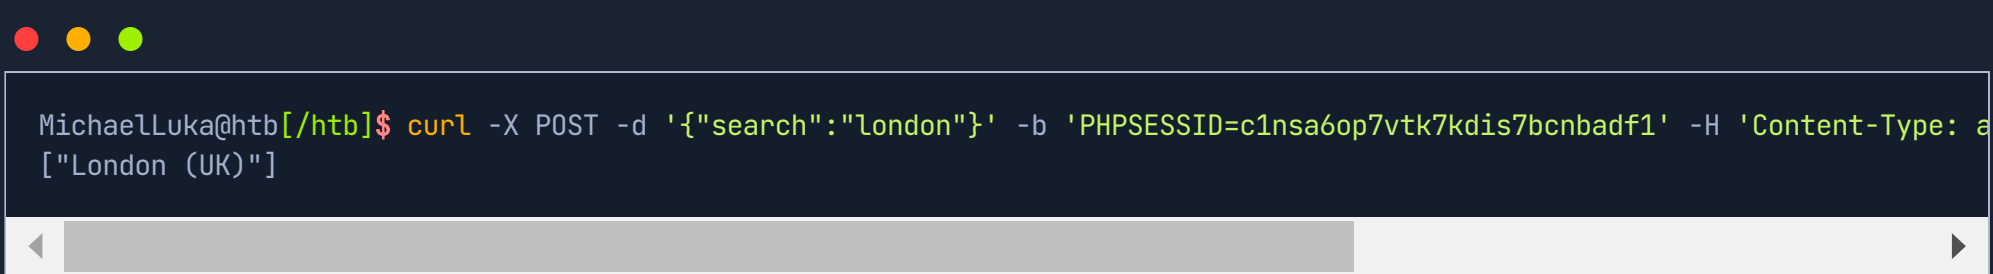 MichaelLuka@htb[/htb]$ curl -X POST -d '{"search":"london"}' -b 'PHPSESSID=c1nsa6op7vtk7kdis7bcnbadf1' -H 'Content-Type: a
["London (UK)"]